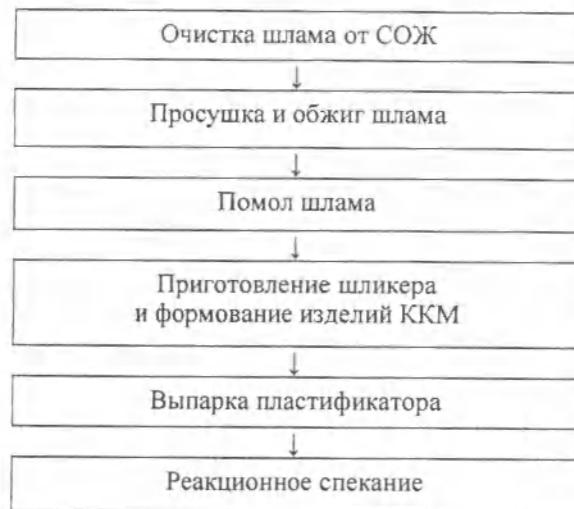 Очистка шлама от СОЖ
↓
Просушка и обжиг шлама
↓
Помол шлама
↓
Приготовление шликера
и формование изделий ККМ
↓
Выпарка пластификатора
↓
Реакционное спекание